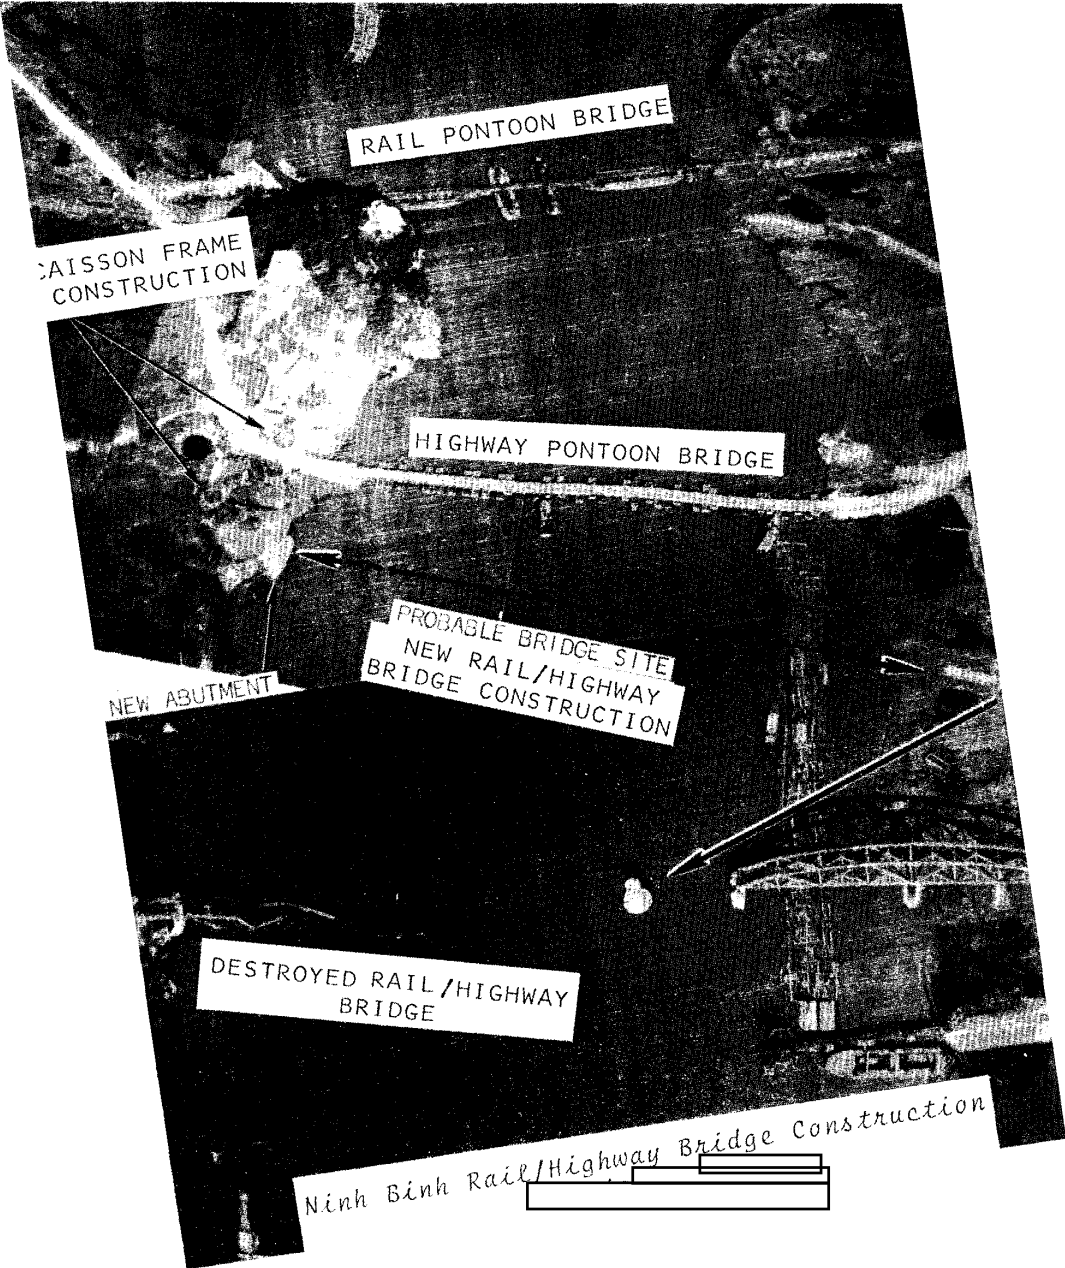 RAIL PONTOON BRIDGE
CAISSON FRAME
CONSTRUCTION
HIGHWAY PONTOON BRIDGE
PROBABLE BRIDGE SITE
NEW RAIL/HIGHWAY
BRIDGE CONSTRUCTION
NEW ABUTMENT
DESTROYED RAIL/HIGHWAY
BRIDGE
Ninh Binh Rail/Highway Bridge Construction